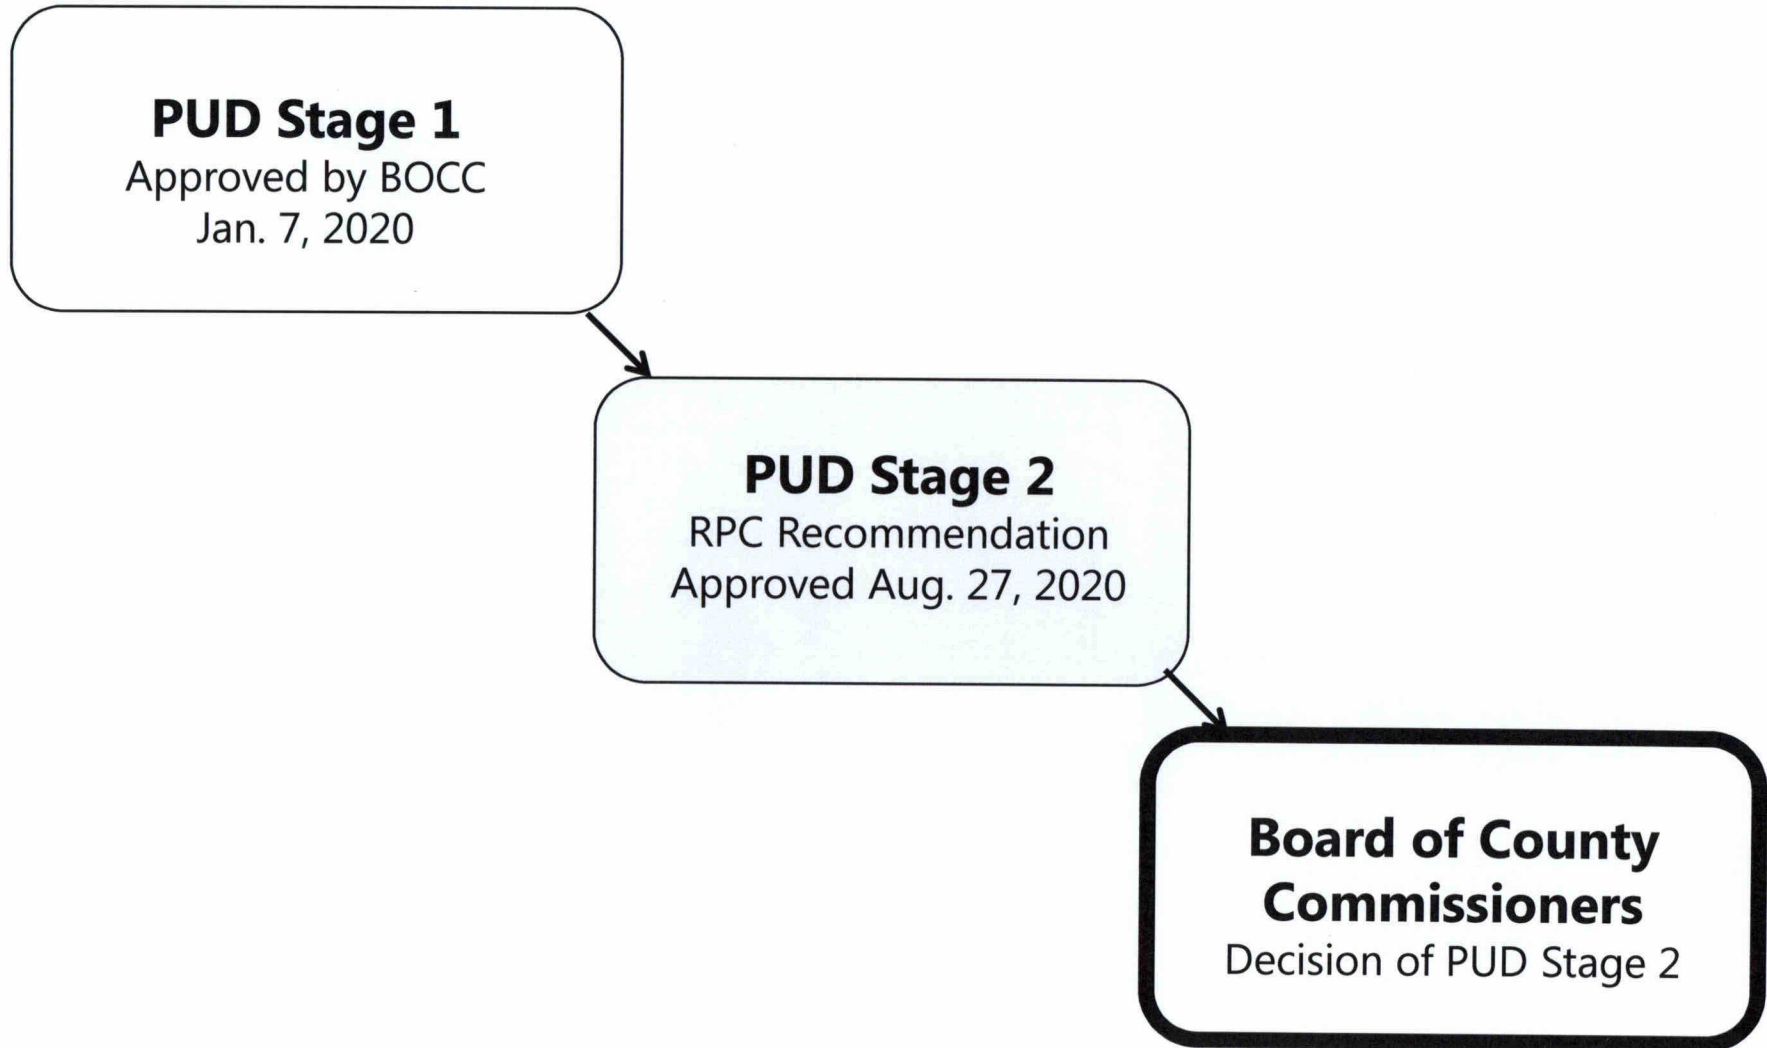 PUD Stage 1
Approved by BOCC
Jan. 7, 2020
PUD Stage 2
RPC Recommendation
Approved Aug. 27, 2020
Board of County
Commissioners
Decision of PUD Stage 2